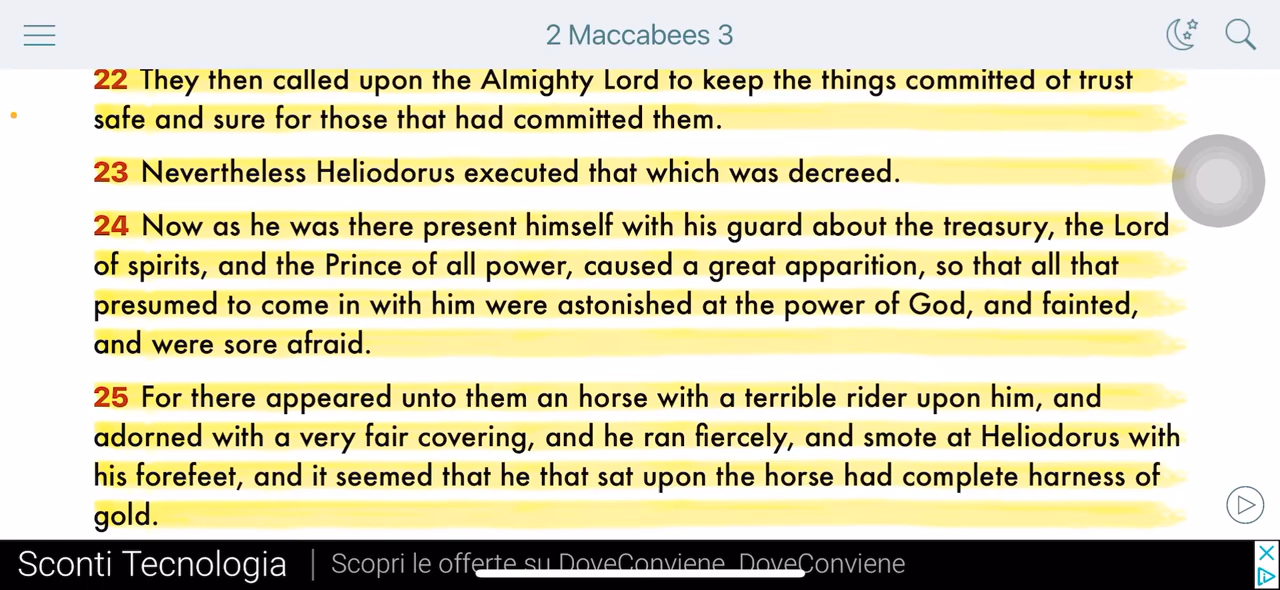 2 Maccabees 3
22 They then called upon the Almighty Lord to keep the things committed of trust
safe and sure for those that had committed them.
23 Nevertheless Heliodorus executed that which was decreed.
24 Now as he was there present himself with his guard about the treasury, the Lord
of spirits, and the Prince of all power, caused a great apparition, so that all that
presumed to come in with him were astonished at the power of God, and fainted,
and were sore afraid.
25 For there appeared unto them an horse with a terrible rider upon him, and
adorned with a very fair covering, and he ran fiercely, and smote at Heliodorus with
his forefeet, and it seemed that he that sat upon the horse had complete harness of
gold.
Sconti Tecnologia | Scopri le offerte su DoveConviene DoveConviene